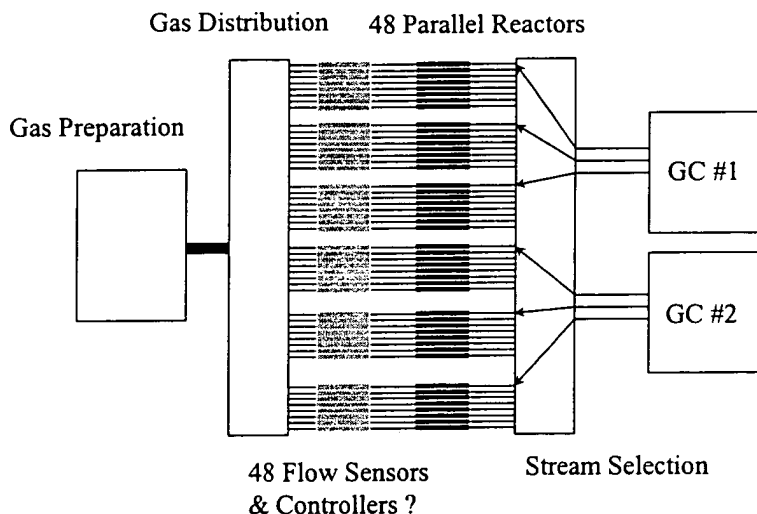 Gas Distribution
48 Parallel Reactors
Gas Preparation
GC #1
GC #2
48 Flow Sensors
& Controllers ?
Stream Selection